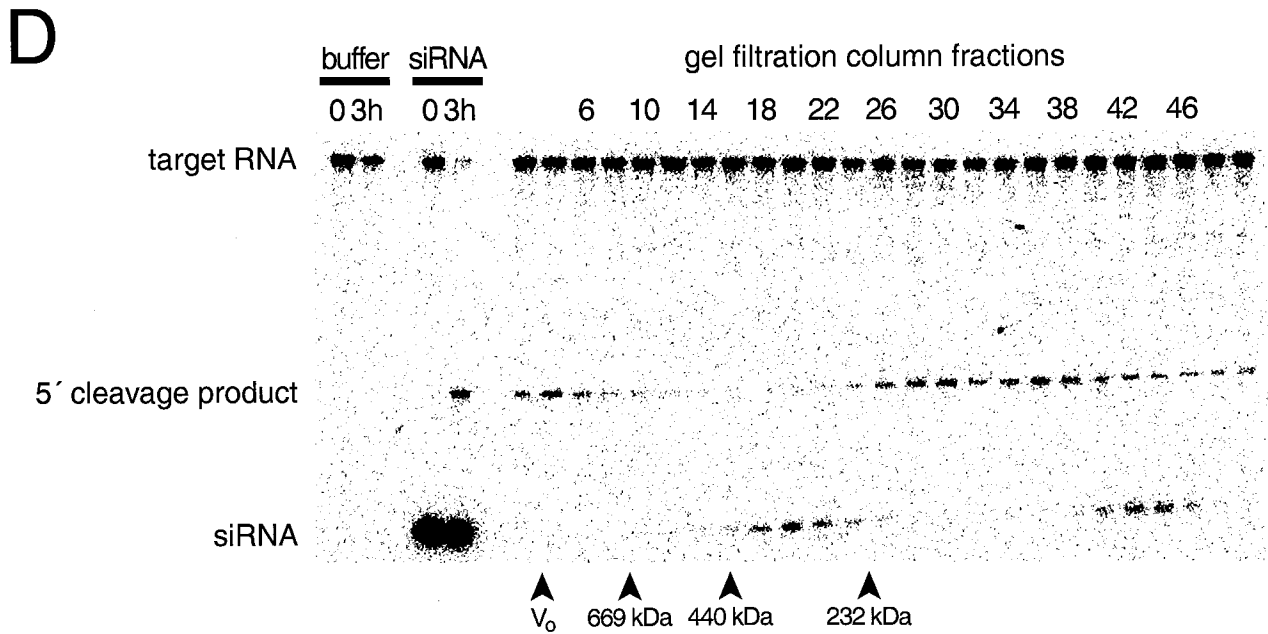 D
buffer siRNA gel filtration column fractions
0 3h 0 3h 6 10 14 18 22 26 30 34 38 42 46
target RNA
5´ cleavage product
siRNA
Vo 669 kDa 440 kDa 232 kDa